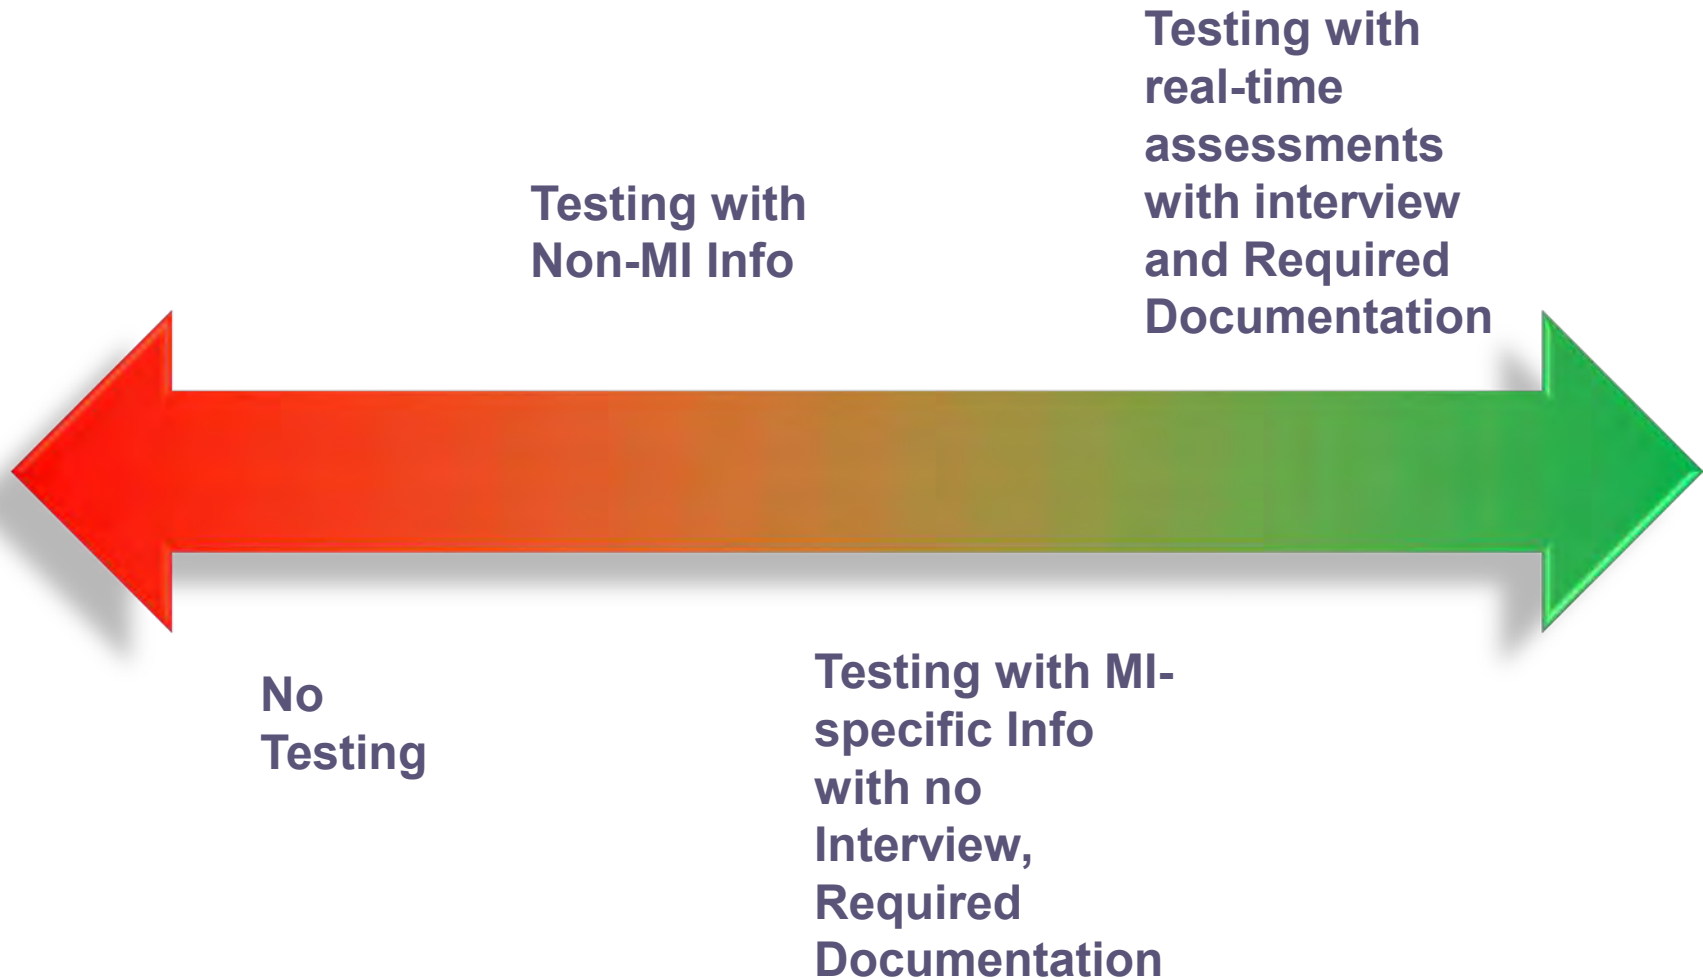 Testing with
real-time
assessments
with interview
and Required
Documentation
Testing with
Non-MI Info
No
Testing
Testing with MI-
specific Info
with no
Interview,
Required
Documentation